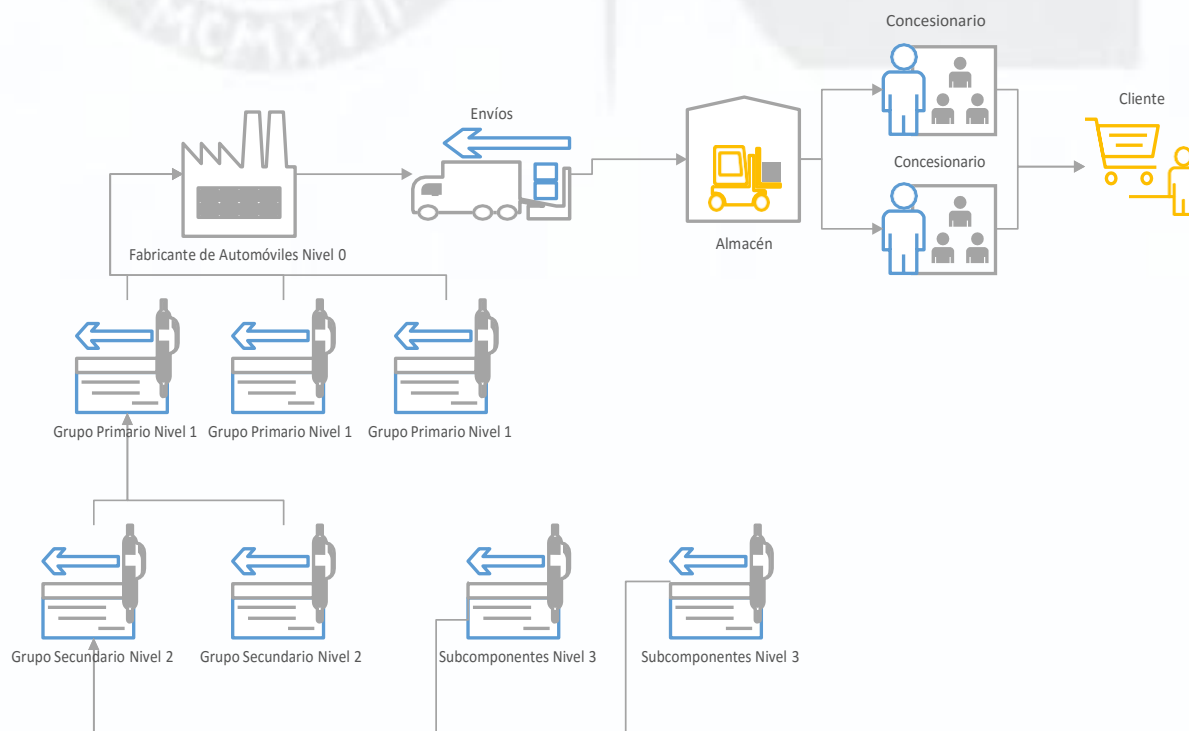 MCMXVII
Concesionario
Envíos
Cliente
Concesionario
Almacén
Fabricante de Automóviles Nivel 0
Grupo Primario Nivel 1
Grupo Primario Nivel 1
Grupo Primario Nivel 1
Grupo Secundario Nivel 2
Grupo Secundario Nivel 2
Subcomponentes Nivel 3
Subcomponentes Nivel 3